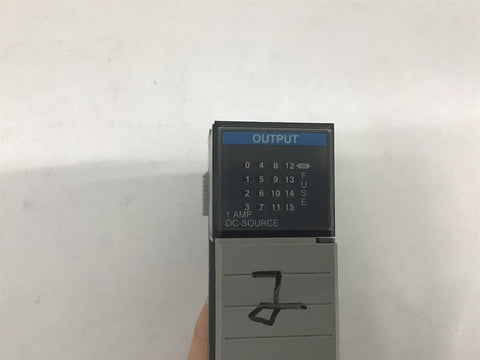 OUTPUT
0 4 8 12
1 5 9 13
2 6 10 14
3 7 11 15
FUSE
1 AMP
DC-SOURCE